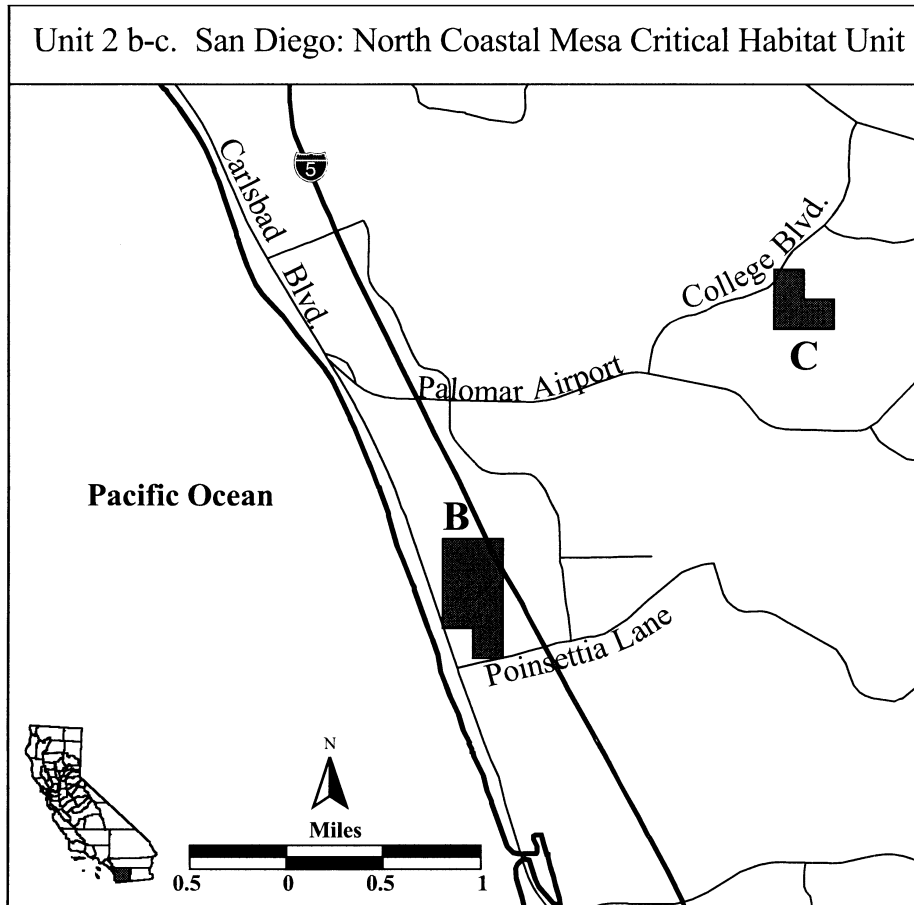 Unit 2 b-c. San Diego: North Coastal Mesa Critical Habitat Unit
Carlsbad
Blvd.
5
College Blvd.
C
Palomar Airport
Pacific Ocean
B
Poinsettia Lane
N
Miles
0.5 0 0.5 1